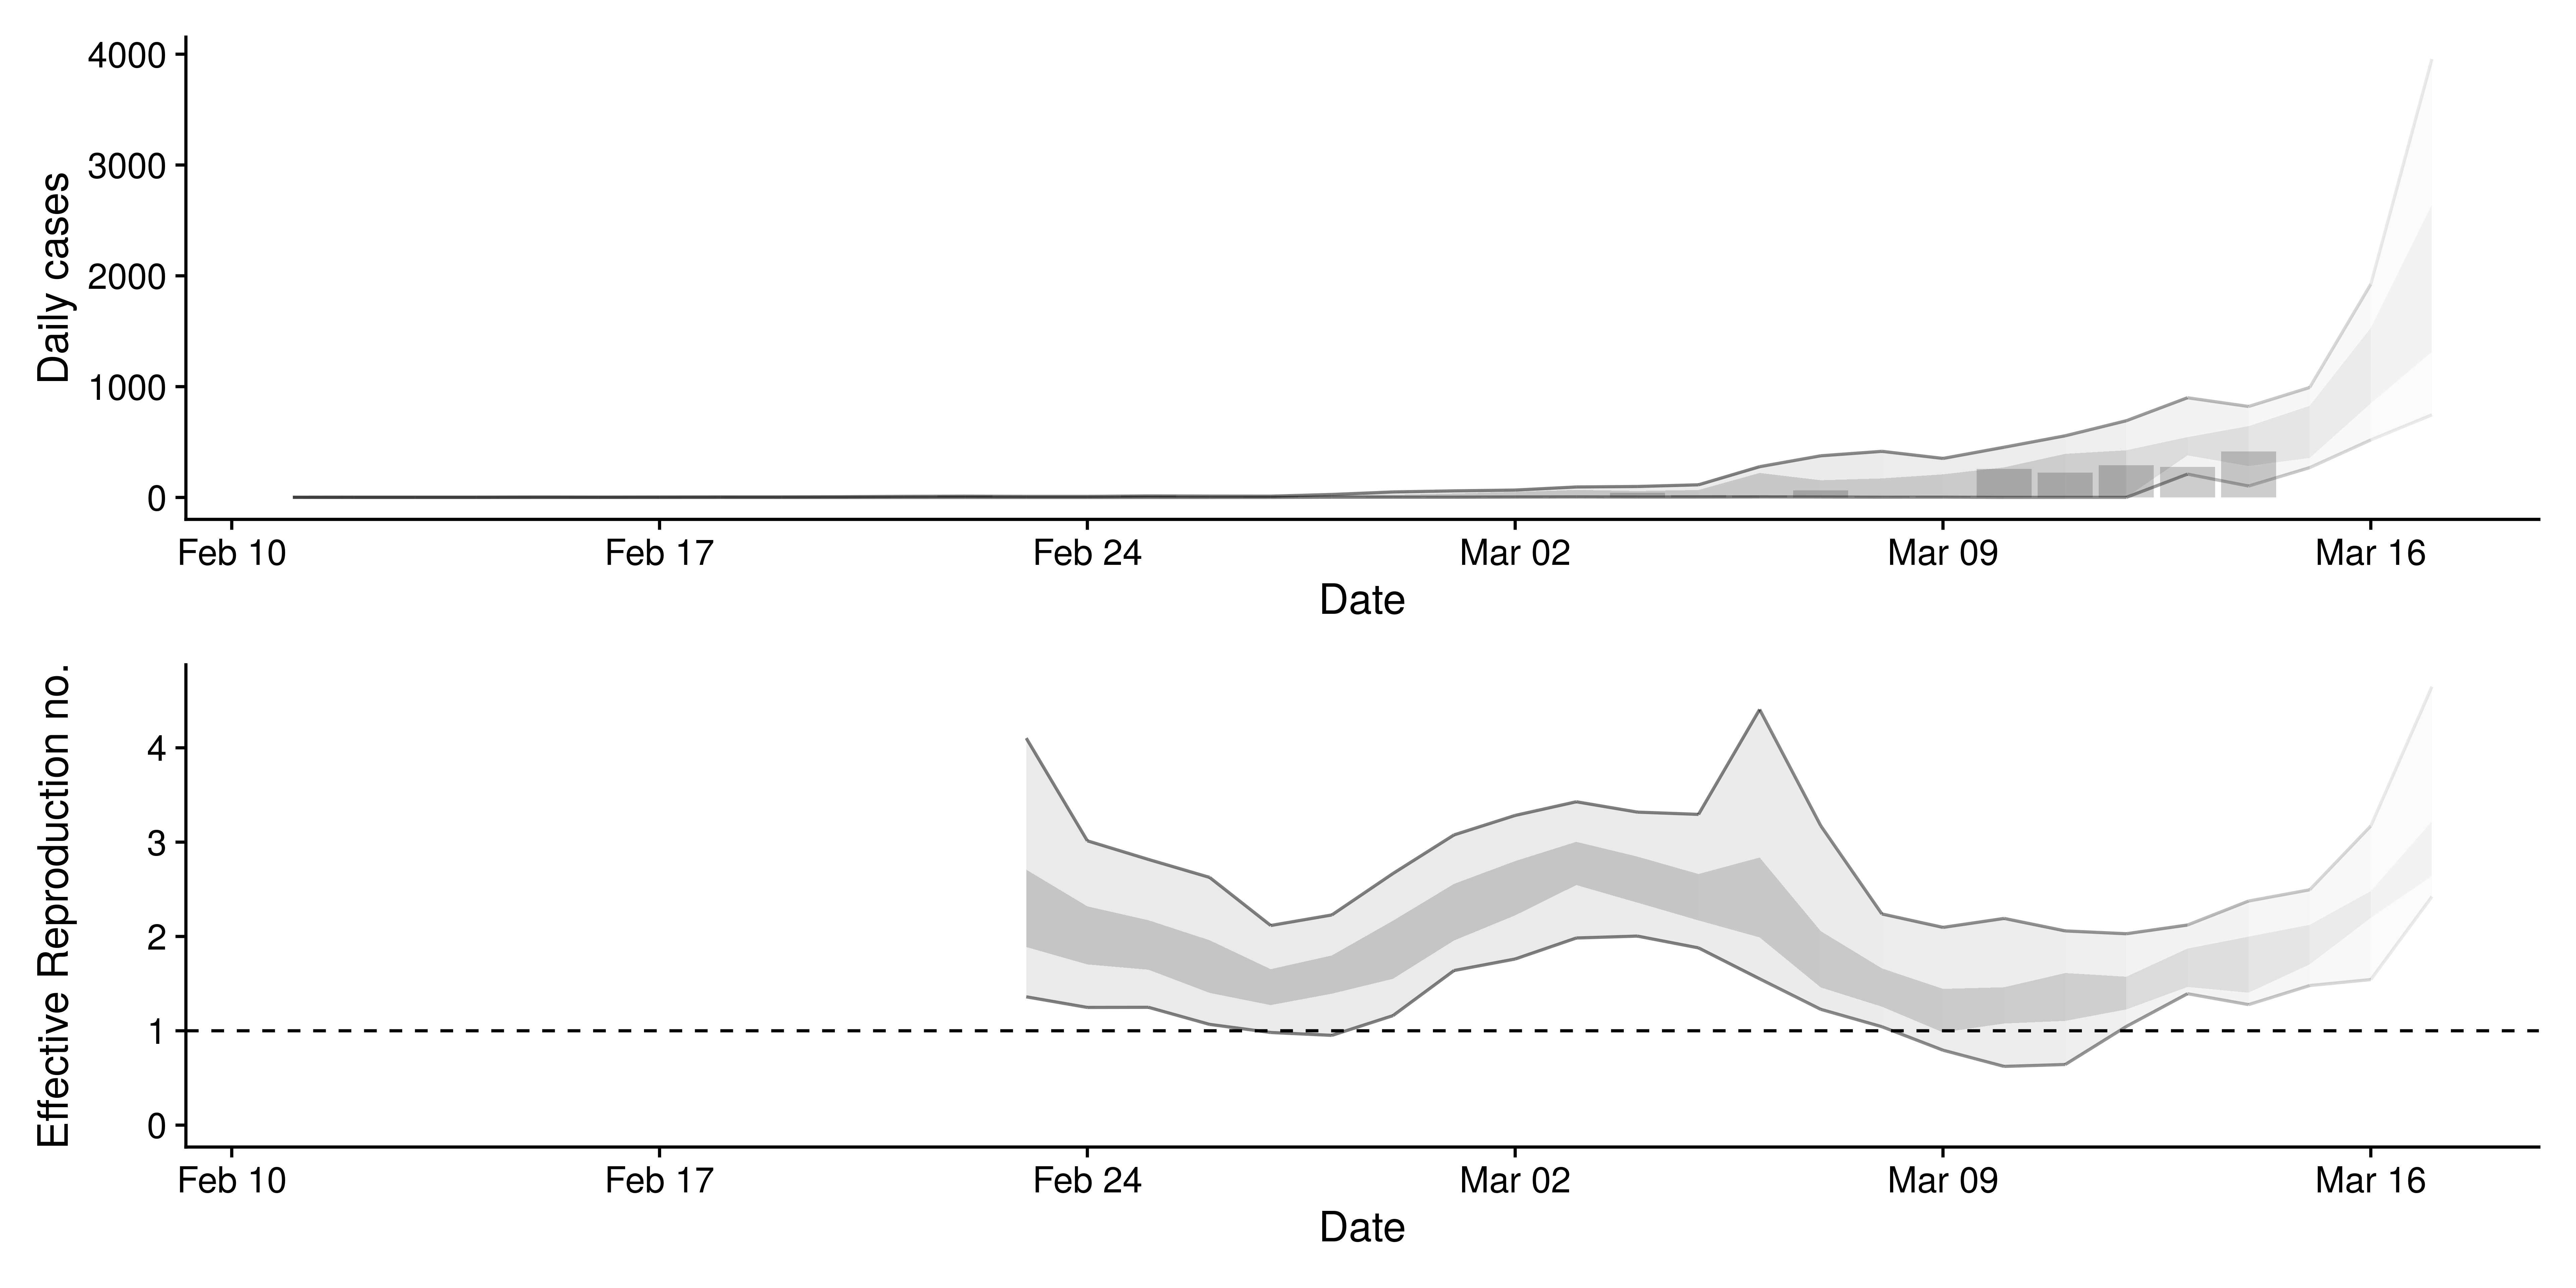 Daily cases
4000
3000
2000
1000
0
Feb 10 Feb 17 Feb 24 Mar 02 Mar 09 Mar 16
Date
Effective Reproduction no.
4
3
2
1
0
Feb 10 Feb 17 Feb 24 Mar 02 Mar 09 Mar 16
Date